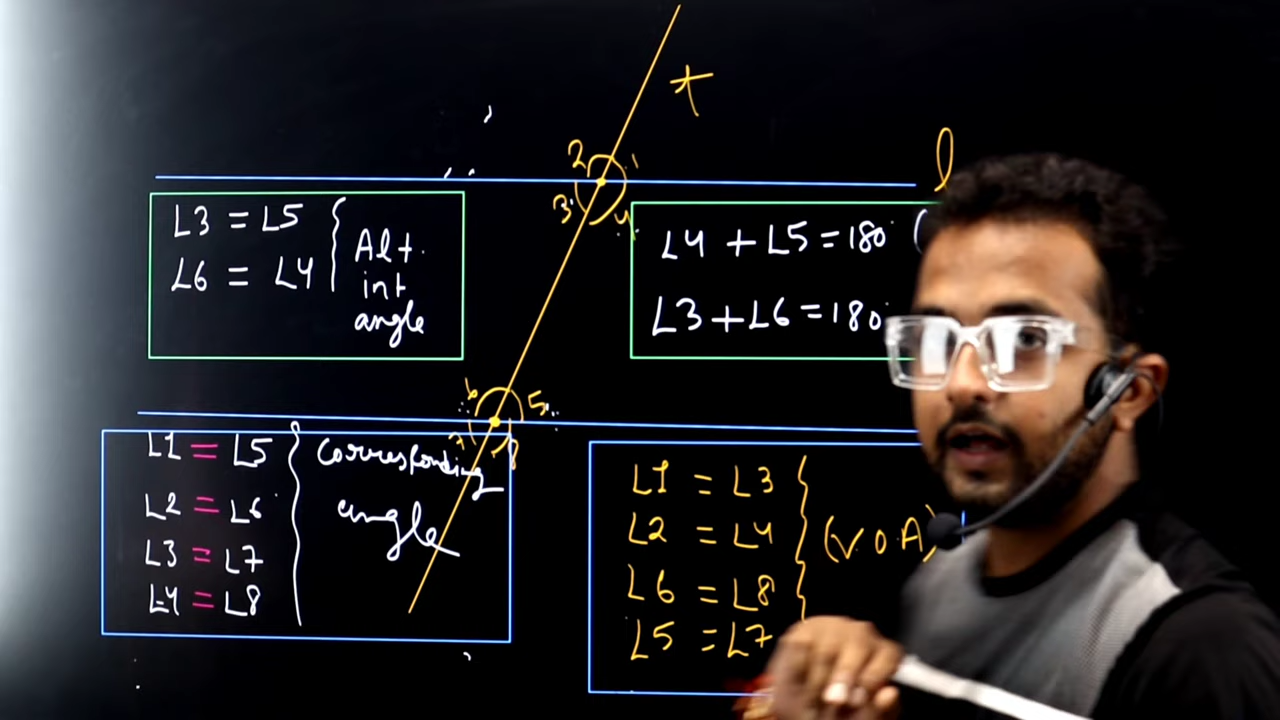 t
l
2 1
3 4
∠3 = ∠5
∠6 = ∠4
Alt.
int
angle
∠4 + ∠5 = 180 (
∠3 + ∠6 = 180
6 5
7 8
∠1 = ∠5
∠2 = ∠6
∠3 = ∠7
∠4 = ∠8
corresponding
angle
∠1 = ∠3
∠2 = ∠4
∠6 = ∠8
∠5 = ∠7
(V O A)